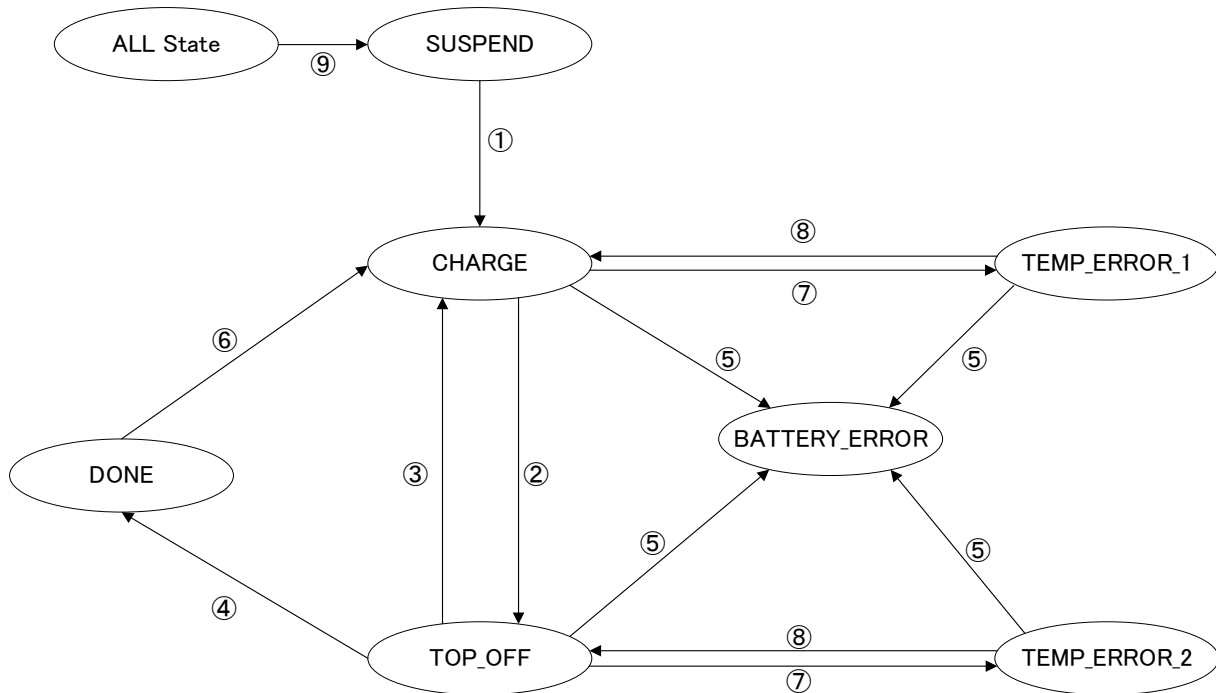 ALL State
SUSPEND
⑨
①
CHARGE
⑧
TEMP_ERROR_1
⑦
⑥
⑤
⑤
BATTERY_ERROR
DONE
③
②
⑤
⑤
④
TOP_OFF
⑧
TEMP_ERROR_2
⑦